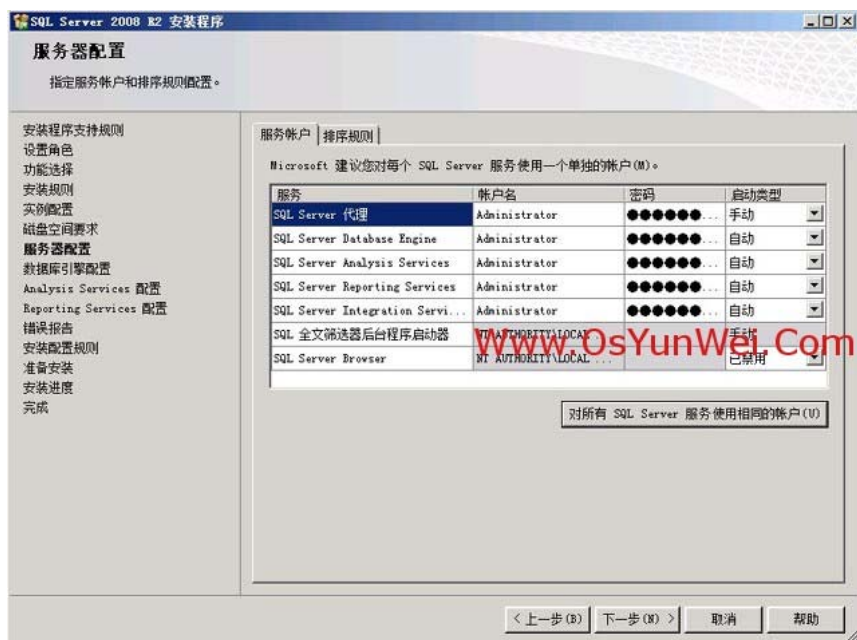 SQL Server 2008 R2 安装程序
服务器配置
指定服务帐户和排序规则配置。
安装程序支持规则
设置角色
功能选择
安装规则
实例配置
磁盘空间要求
服务器配置
数据库引擎配置
Analysis Services 配置
Reporting Services 配置
错误报告
安装配置规则
准备安装
安装进度
完成
服务帐户 排序规则
Microsoft 建议您对每个 SQL Server 服务使用一个单独的帐户(M)。
服务 帐户名 密码 启动类型
SQL Server 代理 Administrator ●●●●●●... 手动
SQL Server Database Engine Administrator ●●●●●●... 自动
SQL Server Analysis Services Administrator ●●●●●●... 自动
SQL Server Reporting Services Administrator ●●●●●●... 自动
SQL Server Integration Servi... Administrator ●●●●●●... 自动
SQL 全文筛选器后台程序启动器 NT AUTHORITY\LOCAL ... 手动
Www.OsYunWei.Com
SQL Server Browser NT AUTHORITY\LOCAL ... 已禁用
对所有 SQL Server 服务使用相同的帐户(U)
< 上一步(B) 下一步(N) > 取消 帮助